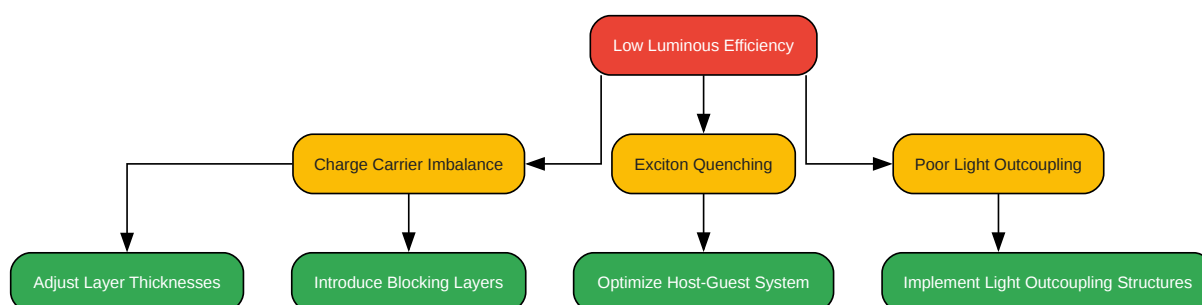 Low Luminous Efficiency
Charge Carrier Imbalance
Exciton Quenching
Poor Light Outcoupling
Adjust Layer Thicknesses
Introduce Blocking Layers
Optimize Host-Guest System
Implement Light Outcoupling Structures